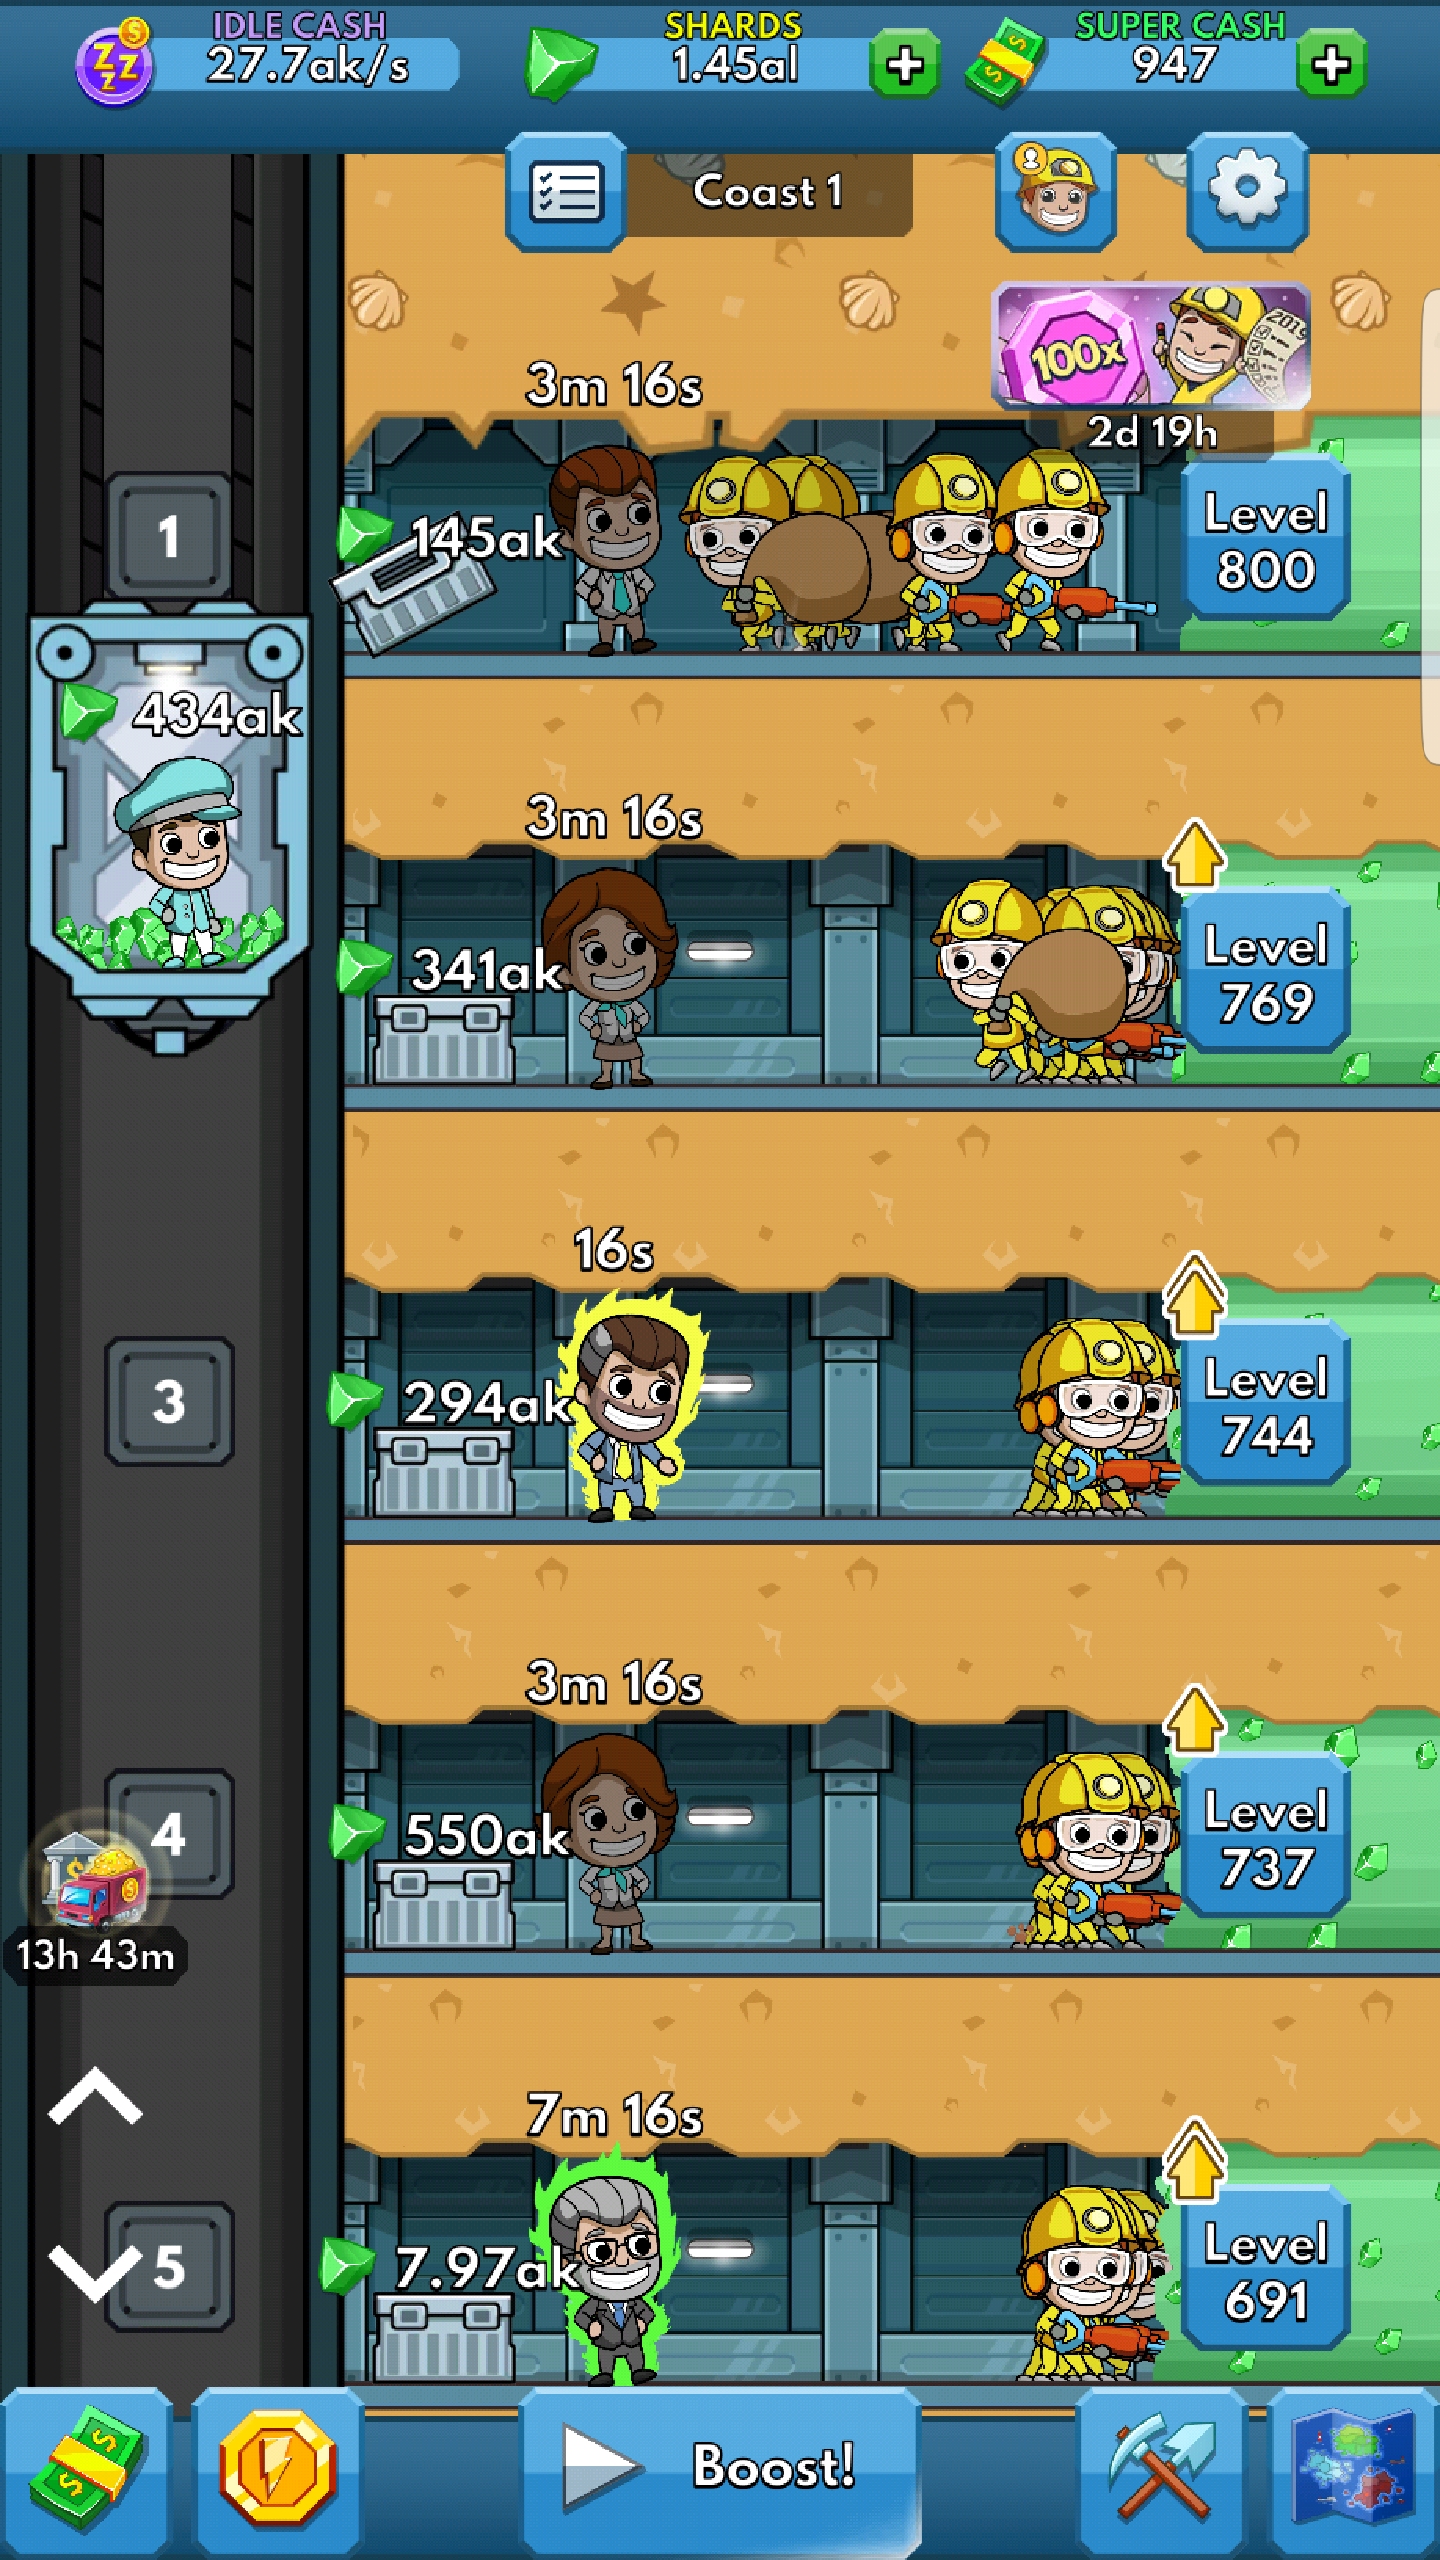 IDLE CASH
27.7ak/s
SHARDS
1.45al
SUPER CASH
947
Coast 1
100x
2019
2d 19h
3m 16s
1
145ak
Level
800
434ak
3m 16s
341ak
Level
769
16s
3
294ak
Level
744
3m 16s
4
550ak
Level
737
13h 43m
7m 16s
5
7.97ak
Level
691
Boost!